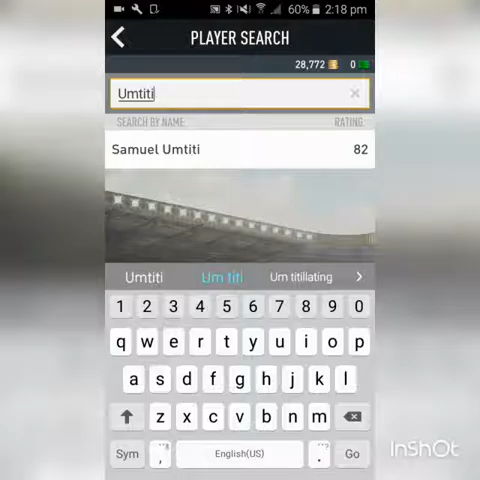 60% 2:18 pm
PLAYER SEARCH
28,772 0
Umtiti
SEARCH BY NAME RATING
Samuel Umtiti 82
Umtiti Um titi Um titillating
1 2 3 4 5 6 7 8 9 0
q w e r t y u i o p
a s d f g h j k l
z x c v b n m
Sym , English(US) . Go
InShOt